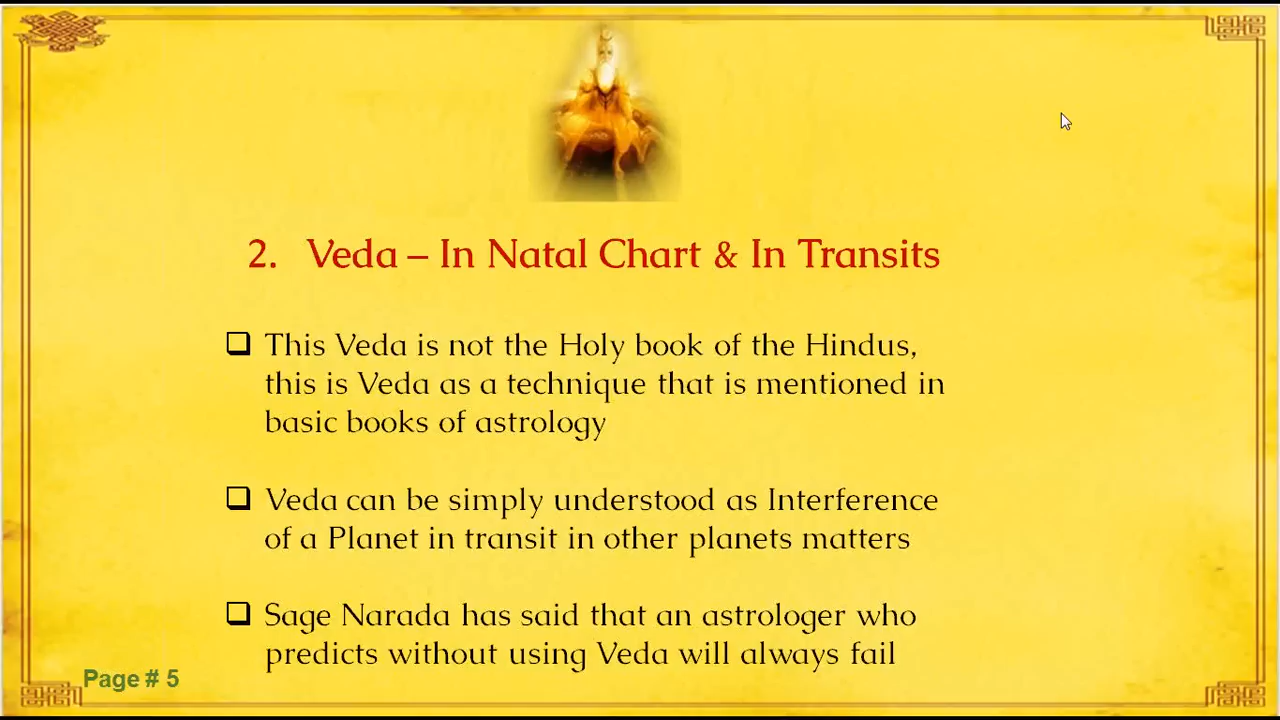 2. Veda – In Natal Chart & In Transits
❑ This Veda is not the Holy book of the Hindus,
this is Veda as a technique that is mentioned in
basic books of astrology
❑ Veda can be simply understood as Interference
of a Planet in transit in other planets matters
❑ Sage Narada has said that an astrologer who
predicts without using Veda will always fail
Page # 5